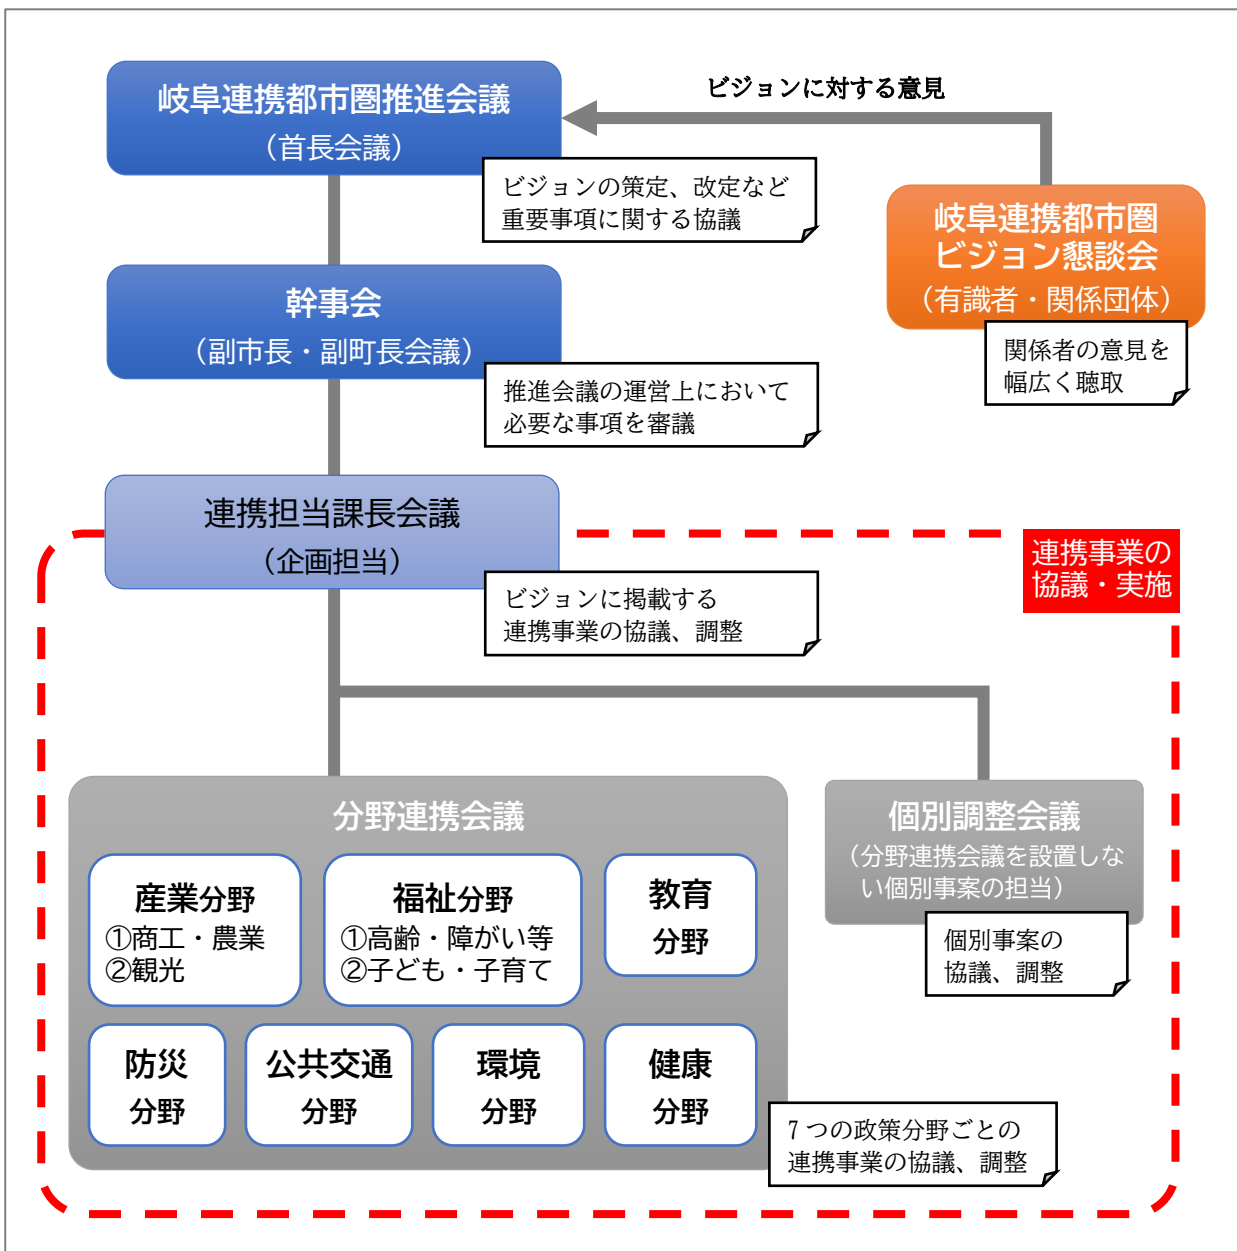 岐阜連携都市圏推進会議
（首長会議）
ビジョンに対する意見
ビジョンの策定、改定など
重要事項に関する協議
岐阜連携都市圏
ビジョン懇談会
（有識者・関係団体）
関係者の意見を
幅広く聴取
幹事会
（副市長・副町長会議）
推進会議の運営上において
必要な事項を審議
連携担当課長会議
（企画担当）
連携事業の
協議・実施
ビジョンに掲載する
連携事業の協議、調整
分野連携会議
産業分野
①商工・農業
②観光
福祉分野
①高齢・障がい等
②子ども・子育て
教育
分野
防災
分野
公共交通
分野
環境
分野
健康
分野
7つの政策分野ごとの
連携事業の協議、調整
個別調整会議
（分野連携会議を設置しな
い個別事案の担当）
個別事案の
協議、調整